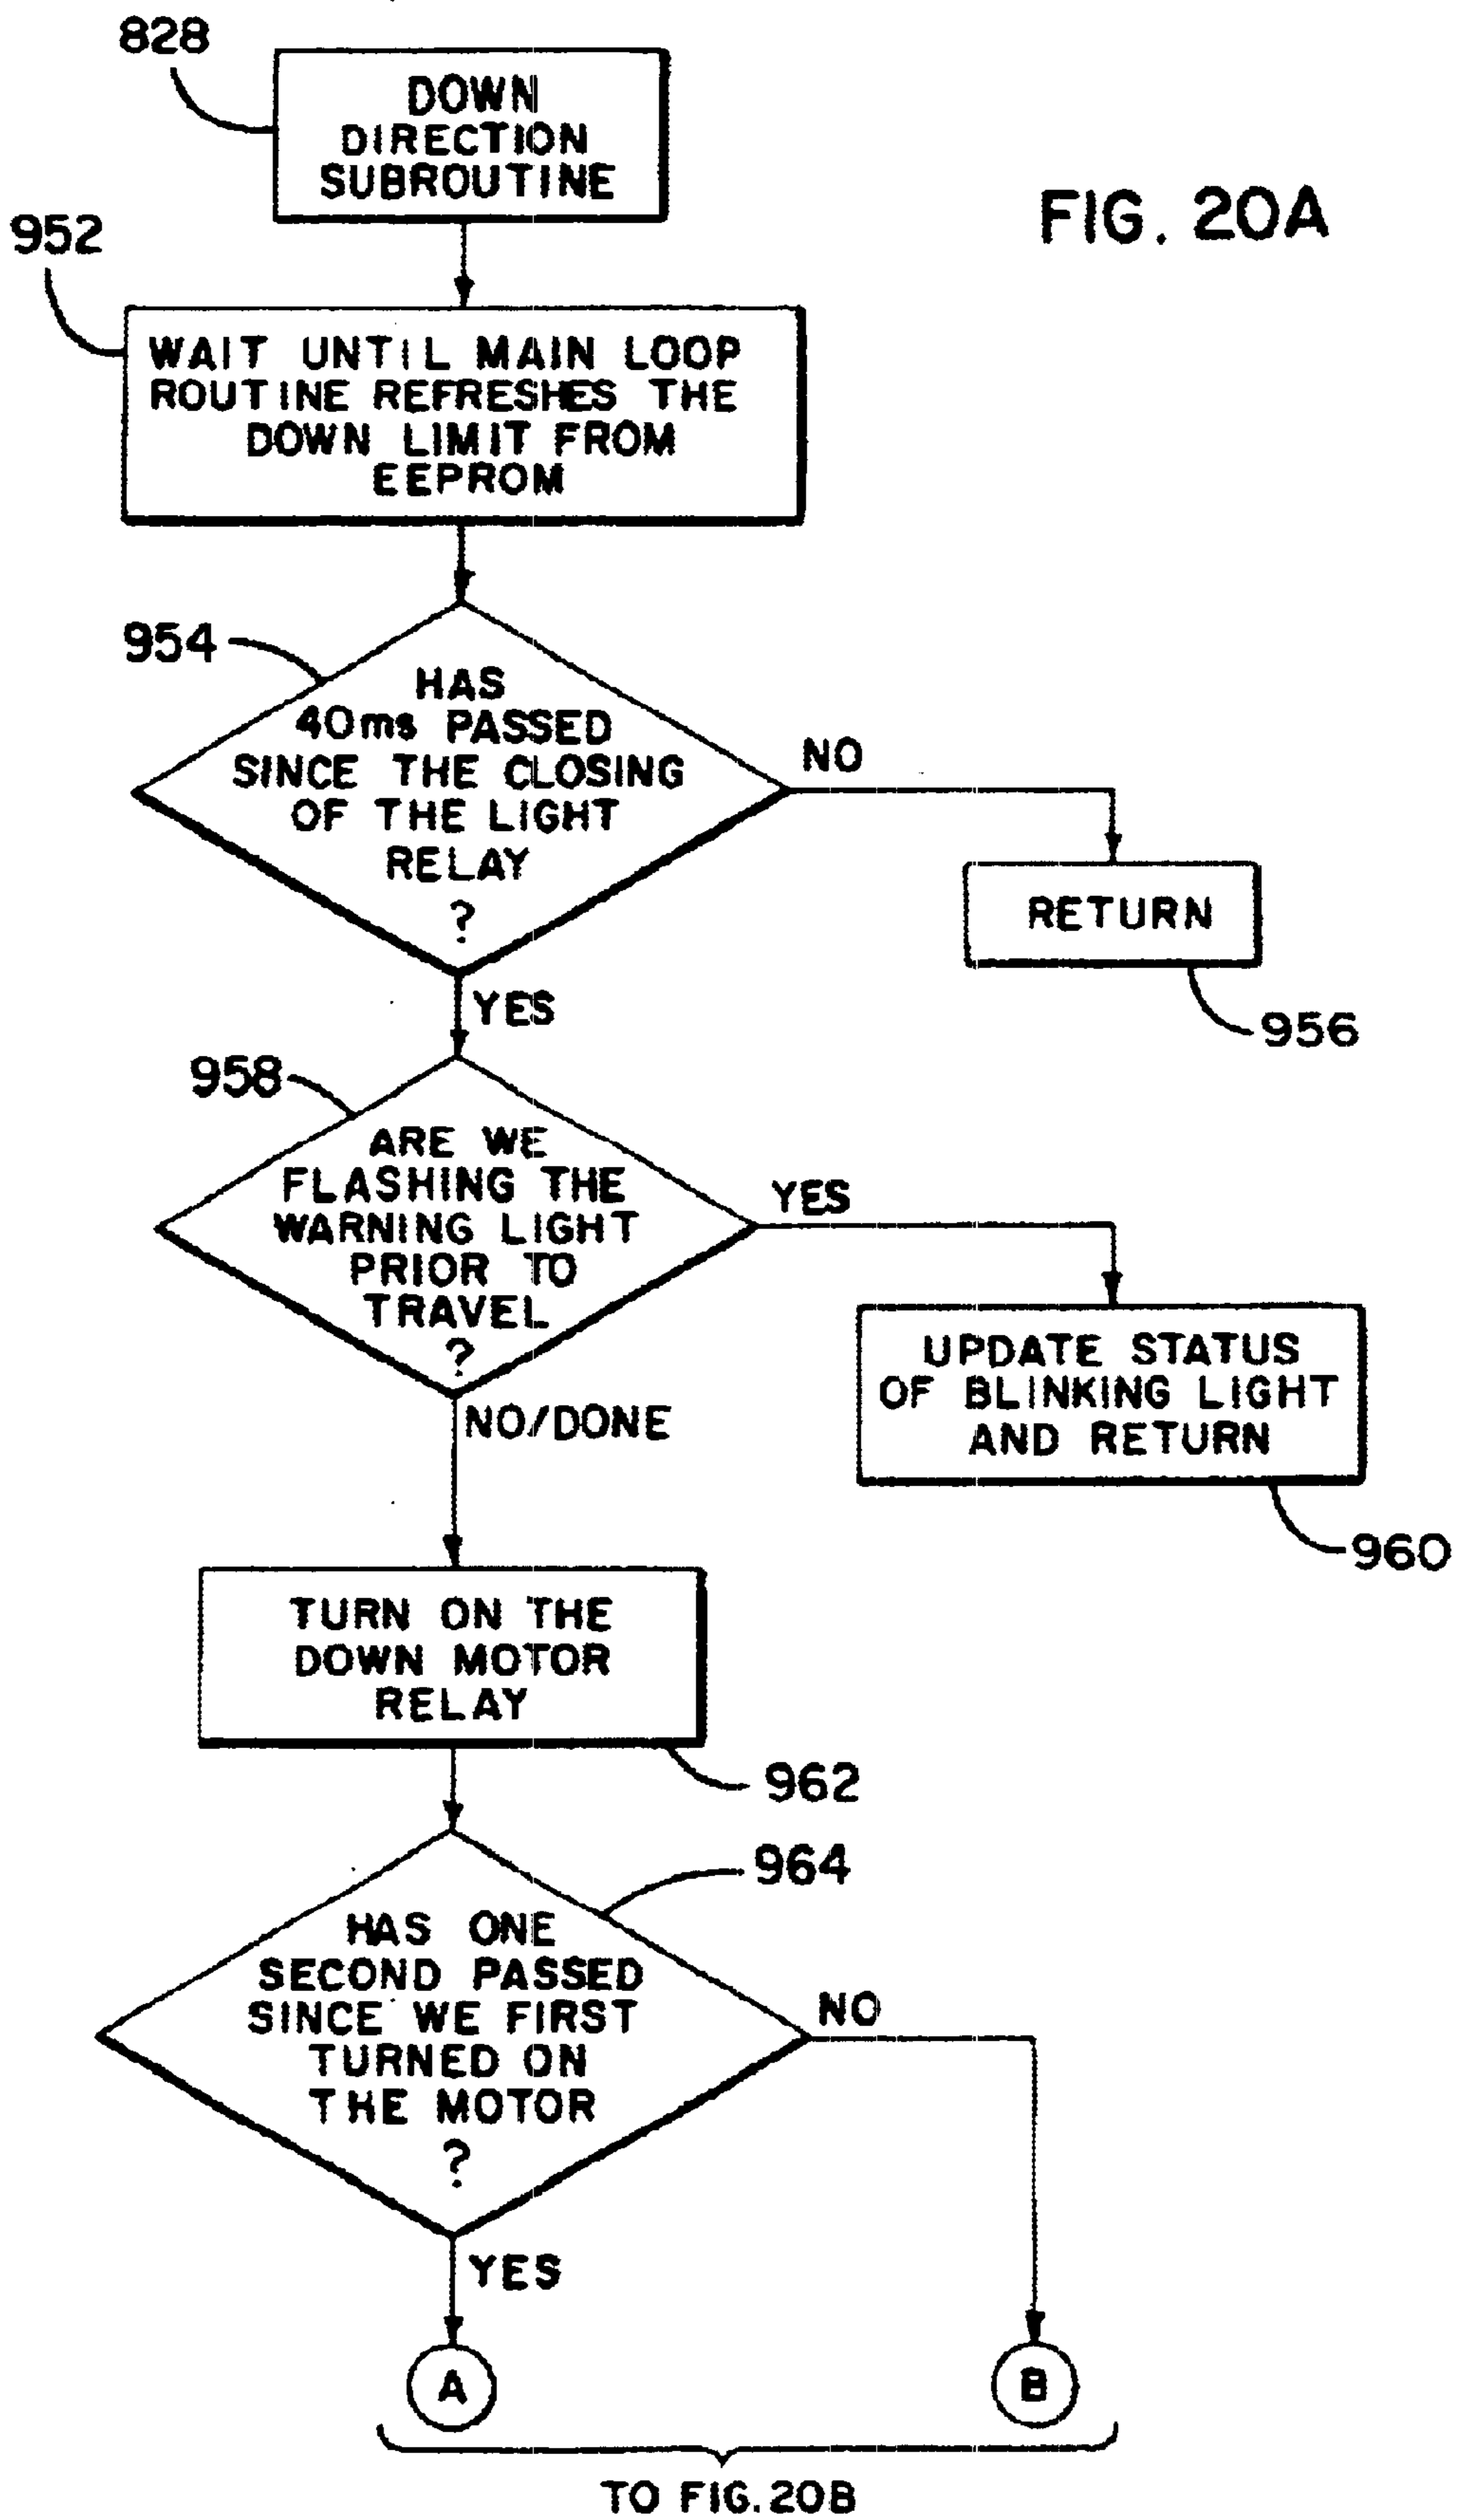 828
DOWN
DIRECTION
SUBROUTINE
FIG. 20A
952
WAIT UNTIL MAIN LOOP
ROUTINE REFRESHES THE
DOWN LIMIT FROM
EEPROM
954
HAS
40ms PASSED
SINCE THE CLOSING
OF THE LIGHT
RELAY
?
NO
RETURN
956
YES
958
ARE WE
FLASHING THE
WARNING LIGHT
PRIOR TO
TRAVEL
?
YES
UPDATE STATUS
OF BLINKING LIGHT
AND RETURN
960
NO/DONE
TURN ON THE
DOWN MOTOR
RELAY
962
964
HAS ONE
SECOND PASSED
SINCE WE FIRST
TURNED ON
THE MOTOR
?
NO
YES
A
B
TO FIG. 20B